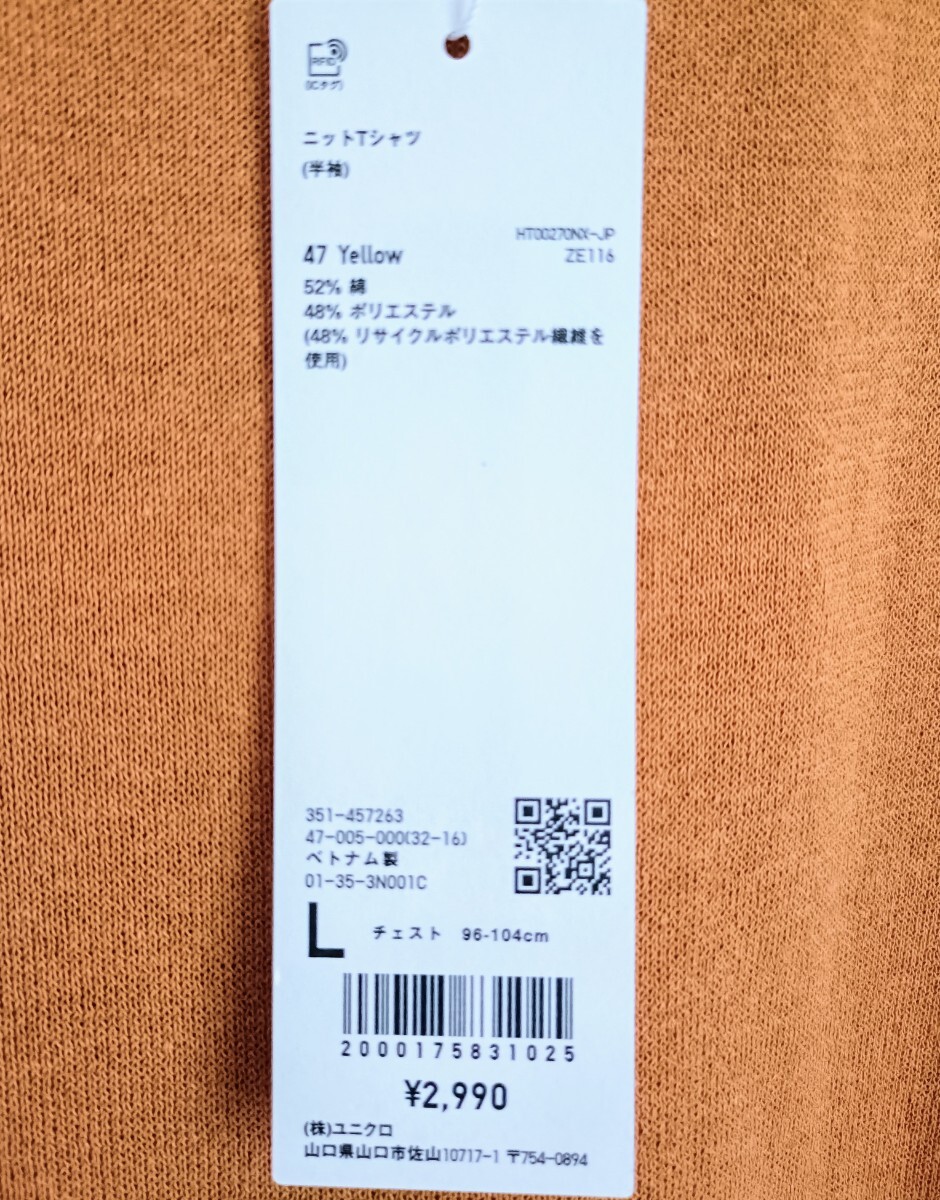 RFID
(ICタグ)
ニットTシャツ
(半袖)
HT00270NX-JP
47 Yellow
ZE116
52% 綿
48% ポリエステル
(48% リサイクルポリエステル繊維を
使用)
351-457263
47-005-000(32-16)
ベトナム製
01-35-3N001C
L チェスト 96-104cm
2000175831025
¥2,990
(株)ユニクロ
山口県山口市佐山10717-1 〒754-0894